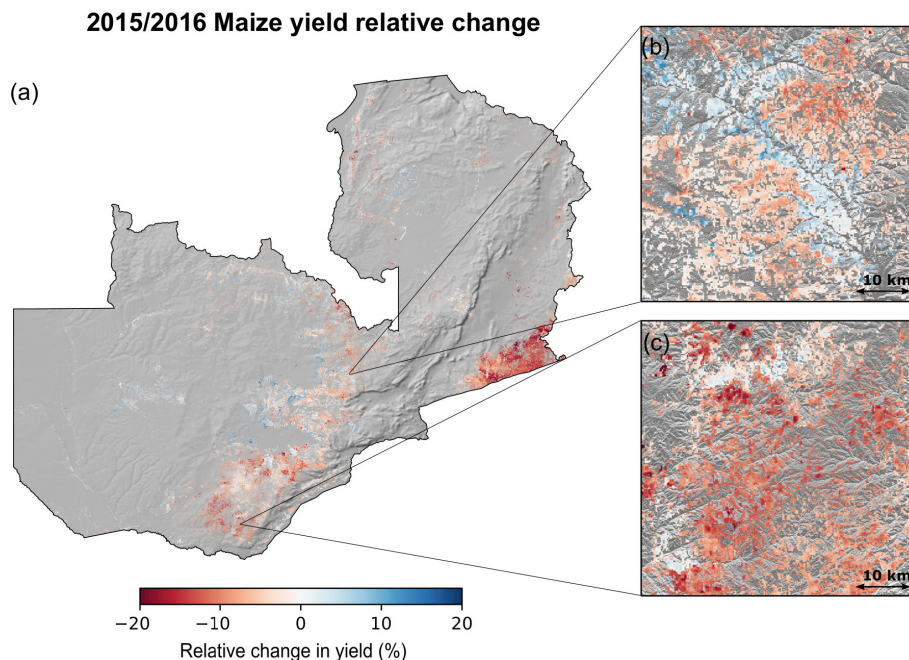 2015/2016 Maize yield relative change
(a)
(b)
10 km
(c)
10 km
−20
−10
0
10
20
Relative change in yield (%)